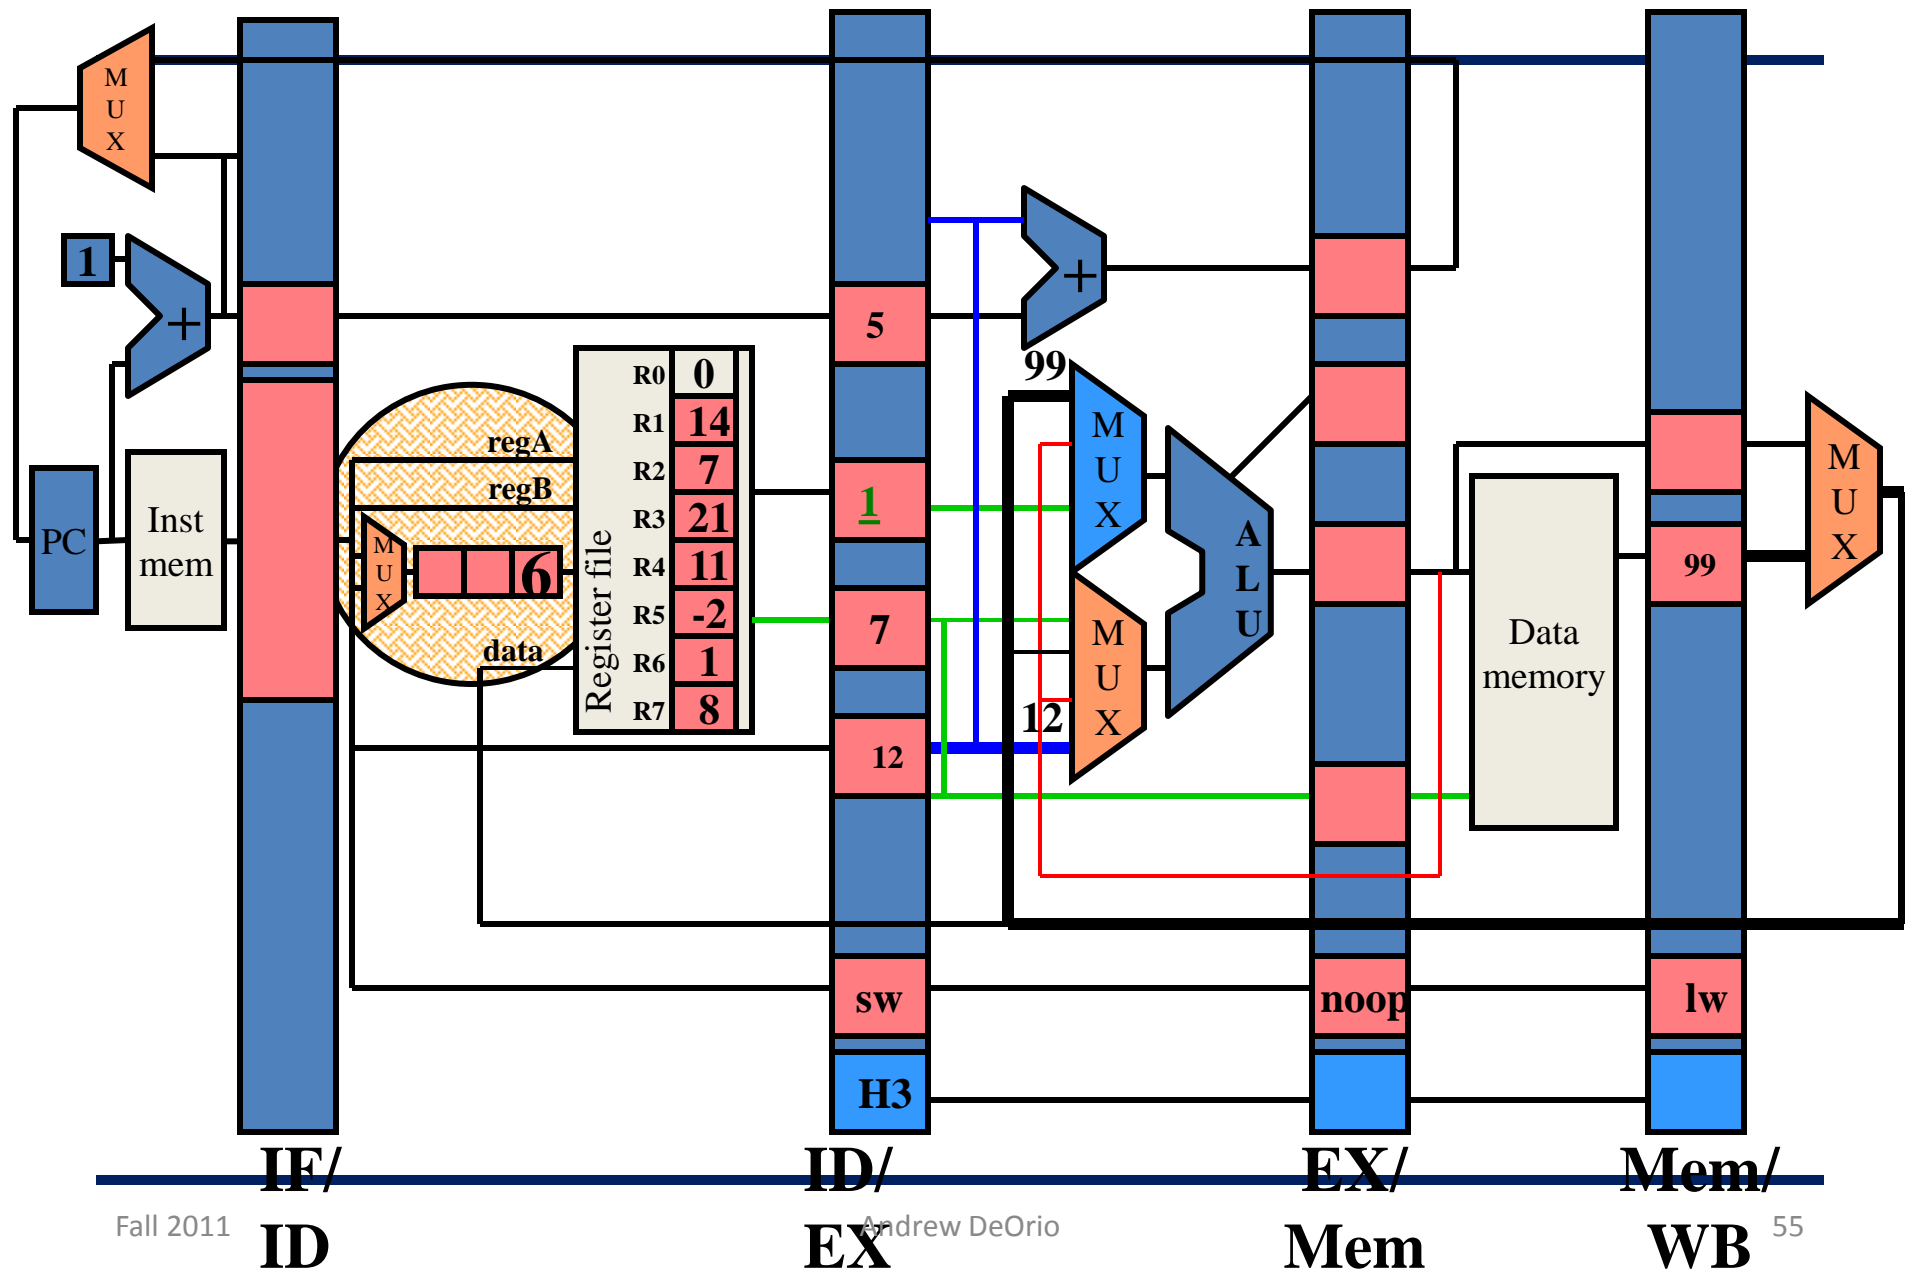 M
U
X
1
+
+
5
99
R0 0
R1 14
R2 7
R3 21
R4 11
R5 -2
R6 1
R7 8
Register file
regA
regB
M
U
X
6
data
PC
Inst
mem
1
7
12
M
U
X
M
U
X
12
A
L
U
Data
memory
99
M
U
X
sw
noop
lw
H3
IF/
ID
ID/
EX
EX/
Mem
Mem/
WB
Fall 2011
Andrew DeOrio
55